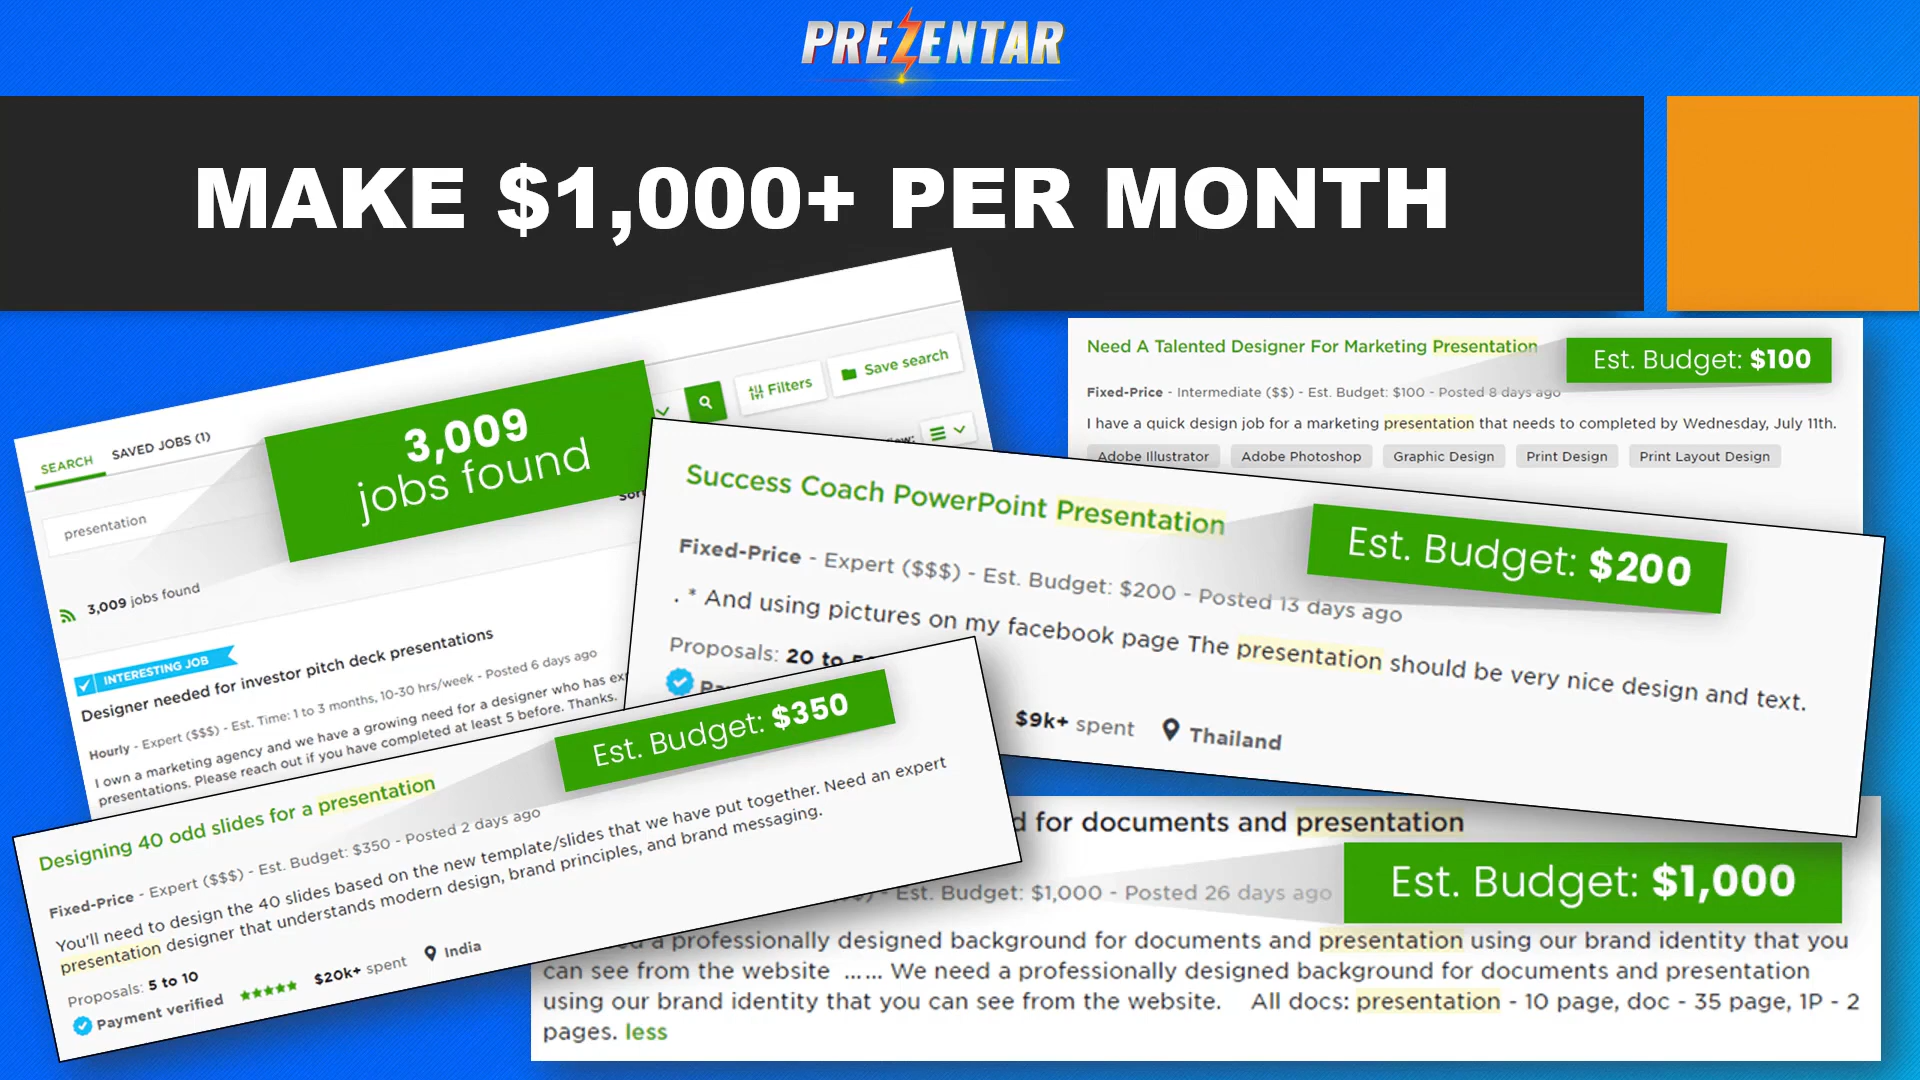 PREZENTAR
MAKE $1,000+ PER MONTH
SEARCH SAVED JOBS (1)
3,009
jobs found
Filters
Save search
presentation
3,009 jobs found
INTERESTING JOB
Designer needed for investor pitch deck presentations
Hourly - Expert ($$$) - Est. Time: 1 to 3 months, 10-30 hrs/week - Posted 6 days ago
I own a marketing agency and we have a growing need for a designer who has
presentations. Please reach out if you have completed at least 5 before. Thanks.
Need A Talented Designer For Marketing Presentation
Est. Budget: $100
Fixed-Price - Intermediate ($$) - Est. Budget: $100 - Posted 8 days ago
I have a quick design job for a marketing presentation that needs to completed by Wednesday, July 11th.
Adobe Illustrator Adobe Photoshop Graphic Design Print Design Print Layout Design
Success Coach PowerPoint Presentation
Est. Budget: $200
Fixed-Price - Expert ($$$) - Est. Budget: $200 - Posted 13 days ago
. * And using pictures on my facebook page The presentation should be very nice design and text.
Proposals: 20 to
$9k+ spent Thailand
Designing 40 odd slides for a presentation
Est. Budget: $350
Fixed-Price - Expert ($$$) - Est. Budget: $350 - Posted 2 days ago
You'll need to design the 40 slides based on the new template/slides that we have put together. Need an expert
presentation designer that understands modern design, brand principles, and brand messaging.
Proposals: 5 to 10
Payment verified $20k+ spent India
for documents and presentation
Est. Budget: $1,000
- Est. Budget: $1,000 - Posted 26 days ago
a professionally designed background for documents and presentation using our brand identity that you
can see from the website ...... We need a professionally designed background for documents and presentation
using our brand identity that you can see from the website. All docs: presentation - 10 page, doc - 35 page, 1P - 2
pages. less